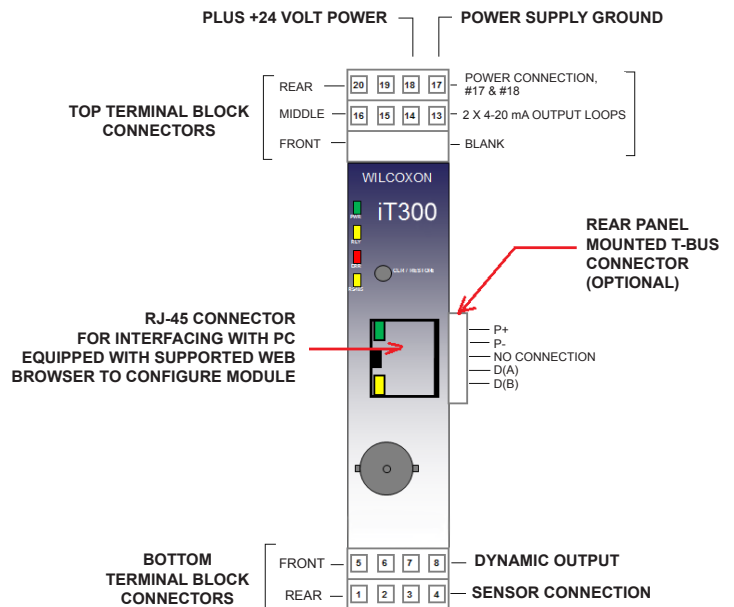 PLUS +24 VOLT POWER
POWER SUPPLY GROUND
REAR
20 19 18 17
POWER CONNECTION,
#17 & #18
TOP TERMINAL BLOCK
CONNECTORS
MIDDLE
16 15 14 13
2 X 4-20 mA OUTPUT LOOPS
FRONT
BLANK
WILCOXON
iT300
PWR
RLY
ERR
RS485
CLR / RESTORE
REAR PANEL
MOUNTED T-BUS
CONNECTOR
(OPTIONAL)
RJ-45 CONNECTOR
FOR INTERFACING WITH PC
EQUIPPED WITH SUPPORTED WEB
BROWSER TO CONFIGURE MODULE
P+
P-
NO CONNECTION
D(A)
D(B)
BOTTOM
TERMINAL BLOCK
CONNECTORS
FRONT
5 6 7 8
DYNAMIC OUTPUT
REAR
1 2 3 4
SENSOR CONNECTION